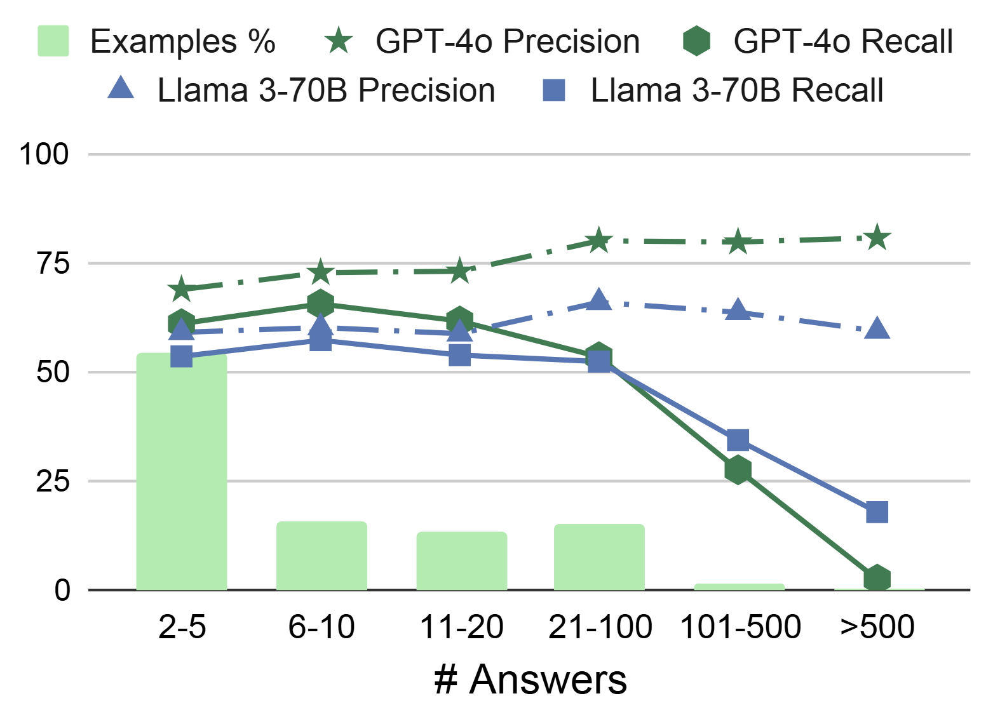 Examples % GPT-4o Precision GPT-4o Recall
Llama 3-70B Precision Llama 3-70B Recall
100
75
50
25
0
2-5 6-10 11-20 21-100 101-500 >500
# Answers